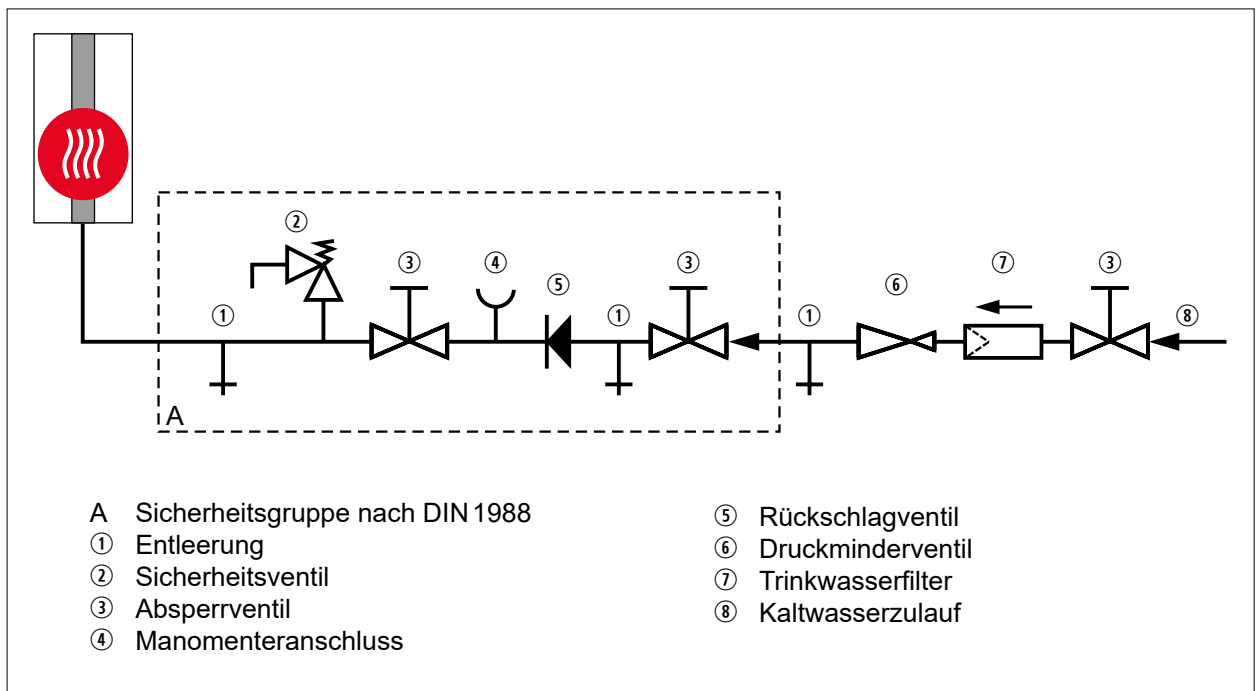 ②
③
④
⑤
③
⑥
⑦
③
⑧
①
①
①
A
A Sicherheitsgruppe nach DIN 1988
① Entleerung
② Sicherheitsventil
③ Absperrventil
④ Manometeranschluss
⑤ Rückschlagventil
⑥ Druckminderventil
⑦ Trinkwasserfilter
⑧ Kaltwasserzulauf